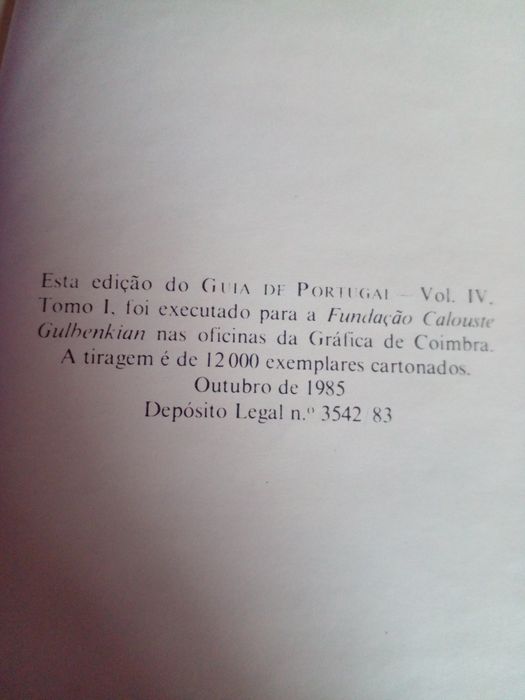 Esta edição do GUIA DE PORTUGAL — Vol. IV,
Tomo I, foi executado para a Fundação Calouste
Gulbenkian nas oficinas da Gráfica de Coimbra.
A tiragem é de 12 000 exemplares cartonados.
Outubro de 1985
Depósito Legal n.º 3542/83